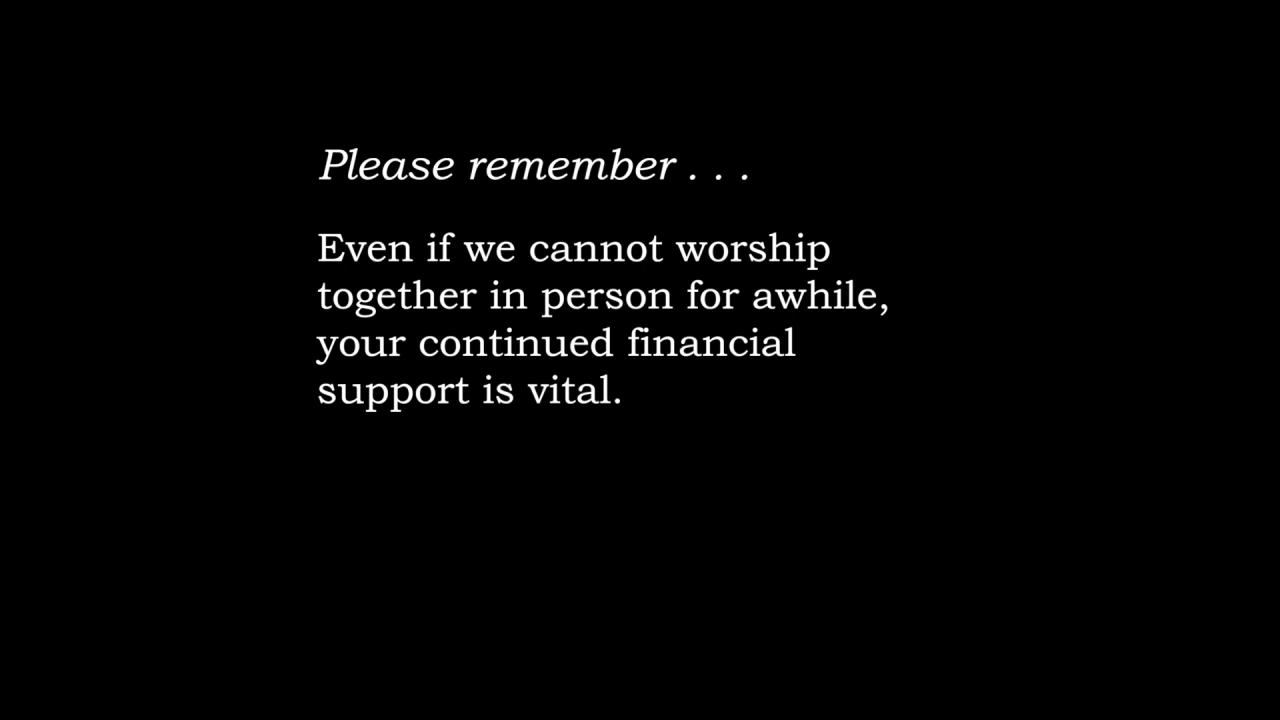 Please remember . . .
Even if we cannot worship
together in person for awhile,
your continued financial
support is vital.